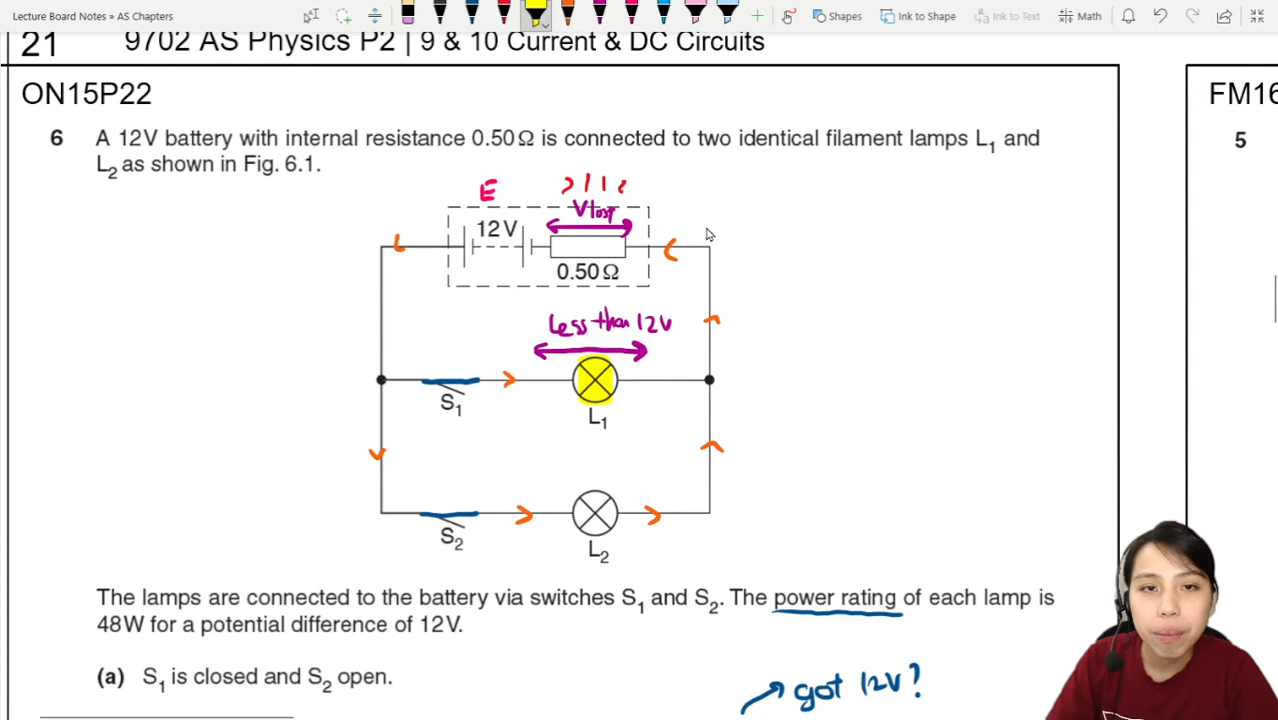 Lecture Board Notes » AS Chapters
Shapes
Ink to Shape
Ink to Text
Math
21 9702 AS Physics P2 | 9 & 10 Current & DC Circuits
ON15P22
FM16
6 A 12V battery with internal resistance 0.50Ω is connected to two identical filament lamps L1 and
L2 as shown in Fig. 6.1.
5
E
Vlost
12V
0.50Ω
Less than 12V
S1
L1
S2
L2
The lamps are connected to the battery via switches S1 and S2. The power rating of each lamp is
48W for a potential difference of 12V.
(a) S1 is closed and S2 open.
got 12V?